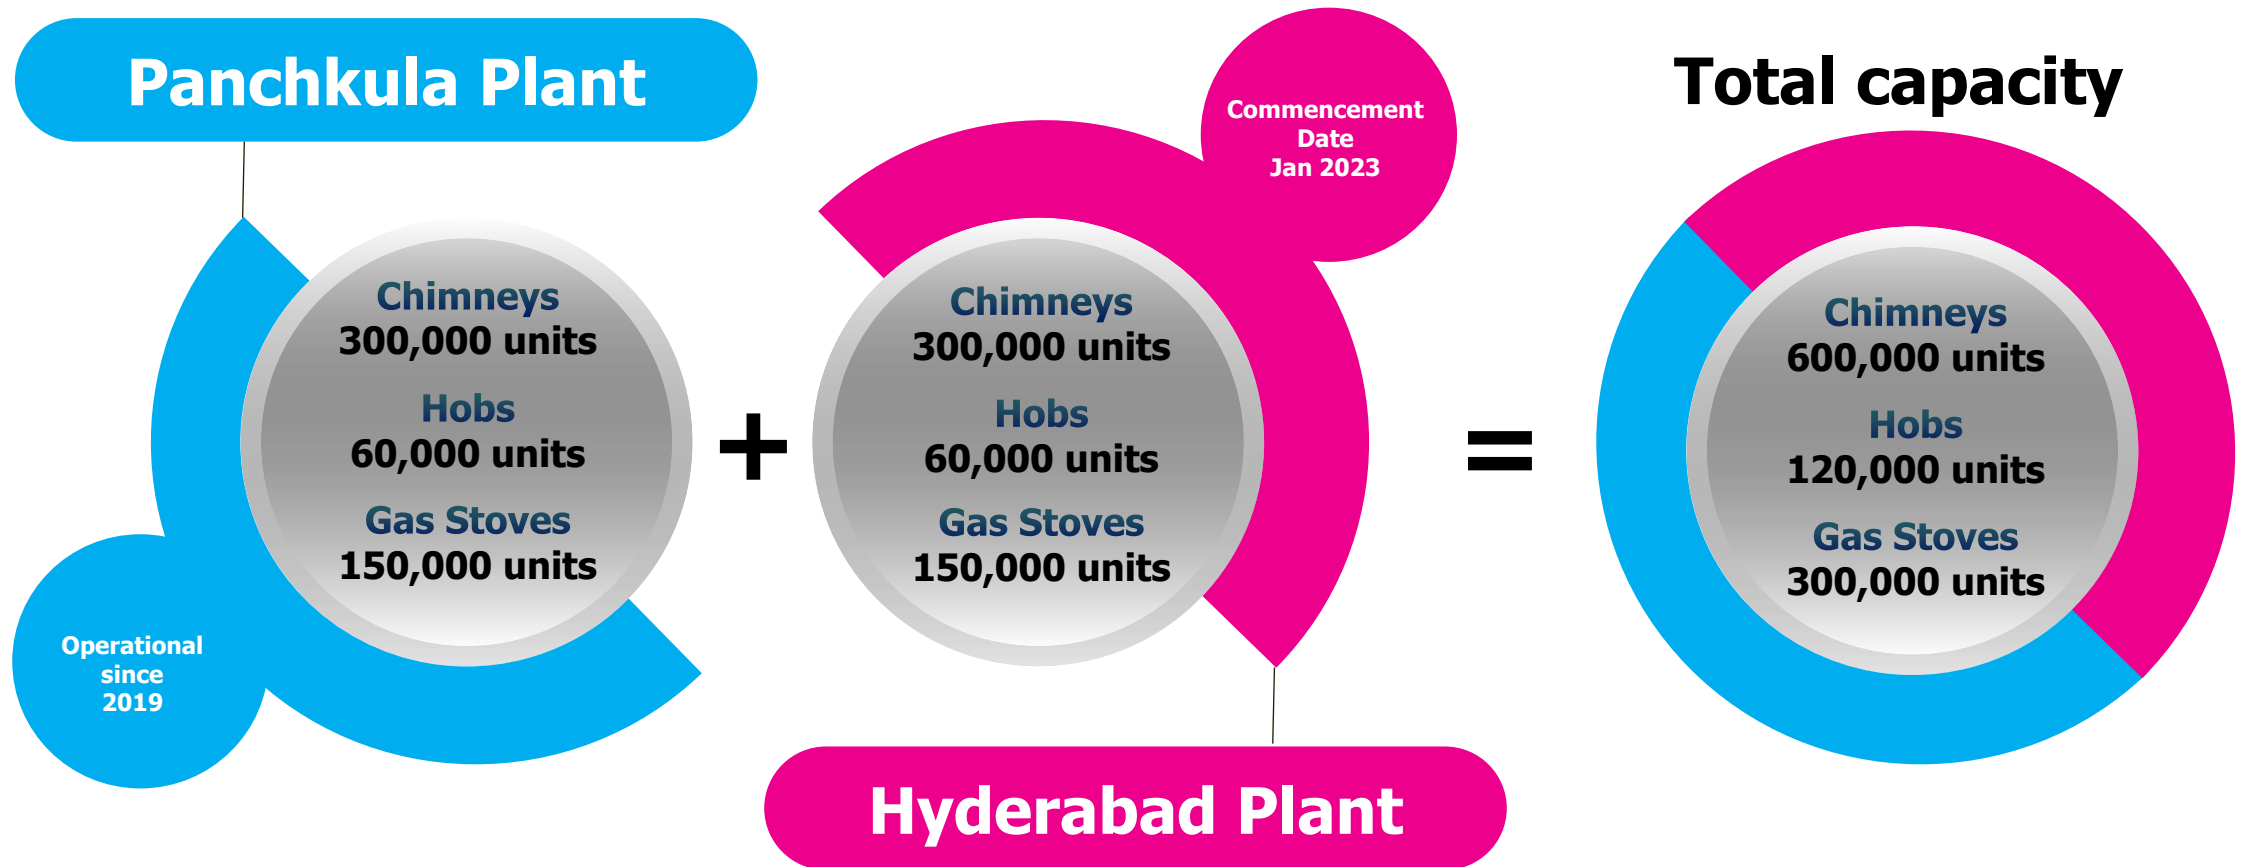 Panchkula Plant
Chimneys
300,000 units
Hobs
60,000 units
Gas Stoves
150,000 units
Operational
since
2019
+
Commencement
Date
Jan 2023
Chimneys
300,000 units
Hobs
60,000 units
Gas Stoves
150,000 units
Hyderabad Plant
=
Total capacity
Chimneys
600,000 units
Hobs
120,000 units
Gas Stoves
300,000 units